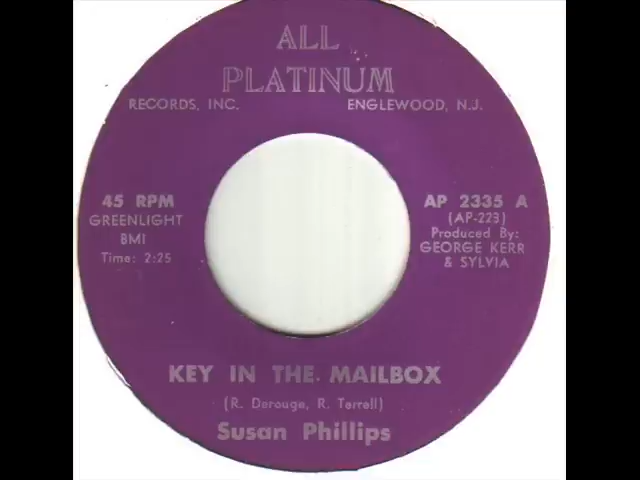 ALL
PLATINUM
RECORDS, INC. ENGLEWOOD, N.J.
45 RPM
GREENLIGHT
BMI
Time: 2:25
AP 2335 A
(AP-223)
Produced By:
GEORGE KERR
& SYLVIA
KEY IN THE MAILBOX
(R. Derouge, R. Terrell)
Susan Phillips